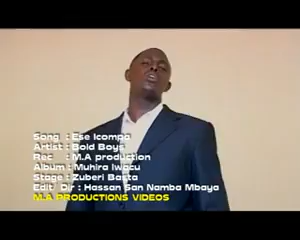 Song : Ese Icompa
Artist : Bold Boys
Rec : M.A production
Album : Muhira Iwacu
Stage : Zuberi Basta
Edit Dir : Hassan San Namba Mbaya
M.A PRODUCTIONS VIDEOS